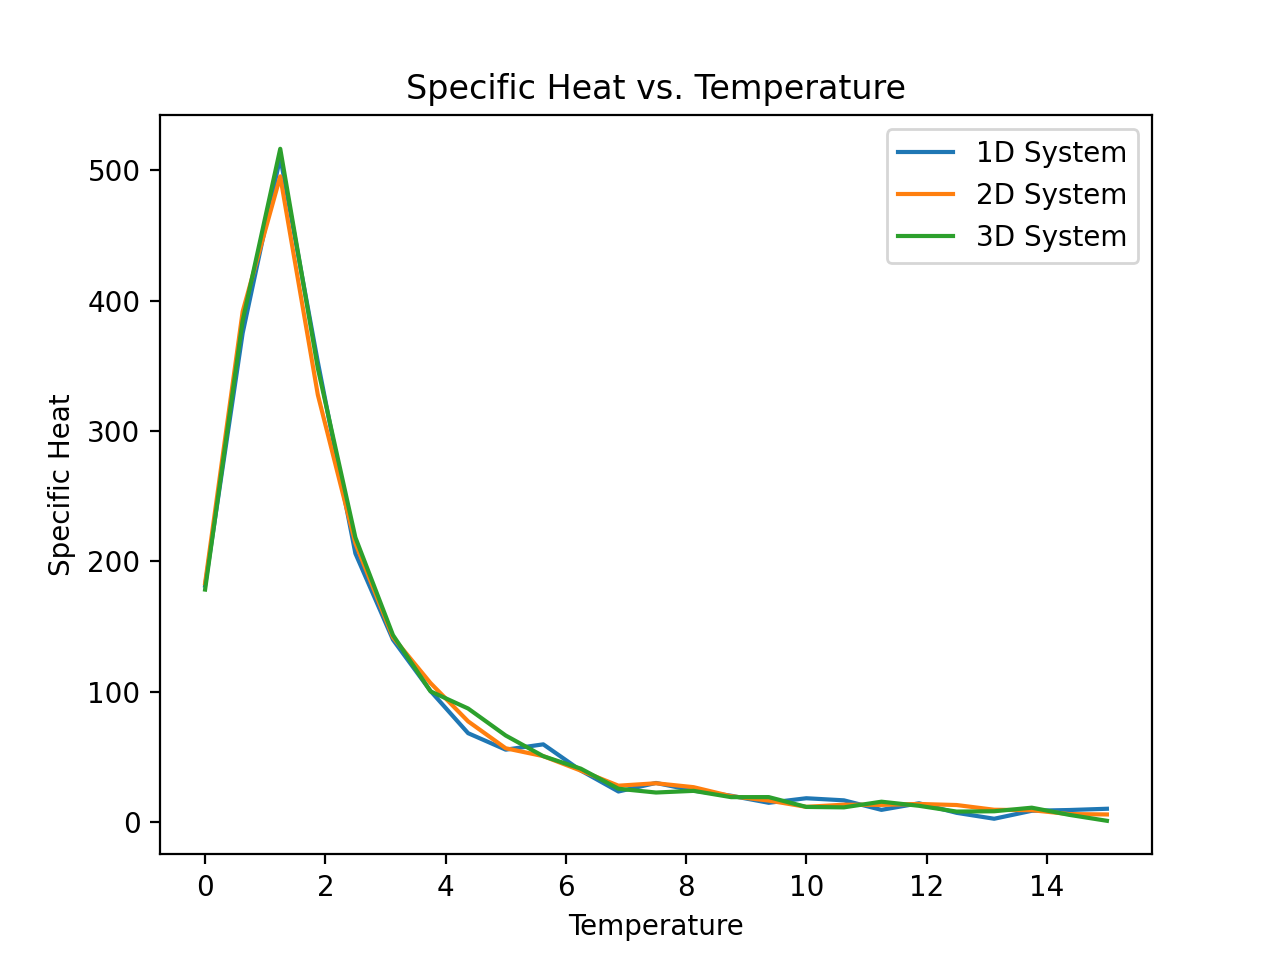 Specific Heat vs. Temperature
1D System
2D System
3D System
500
400
300
200
100
0
Specific Heat
0 2 4 6 8 10 12 14
Temperature